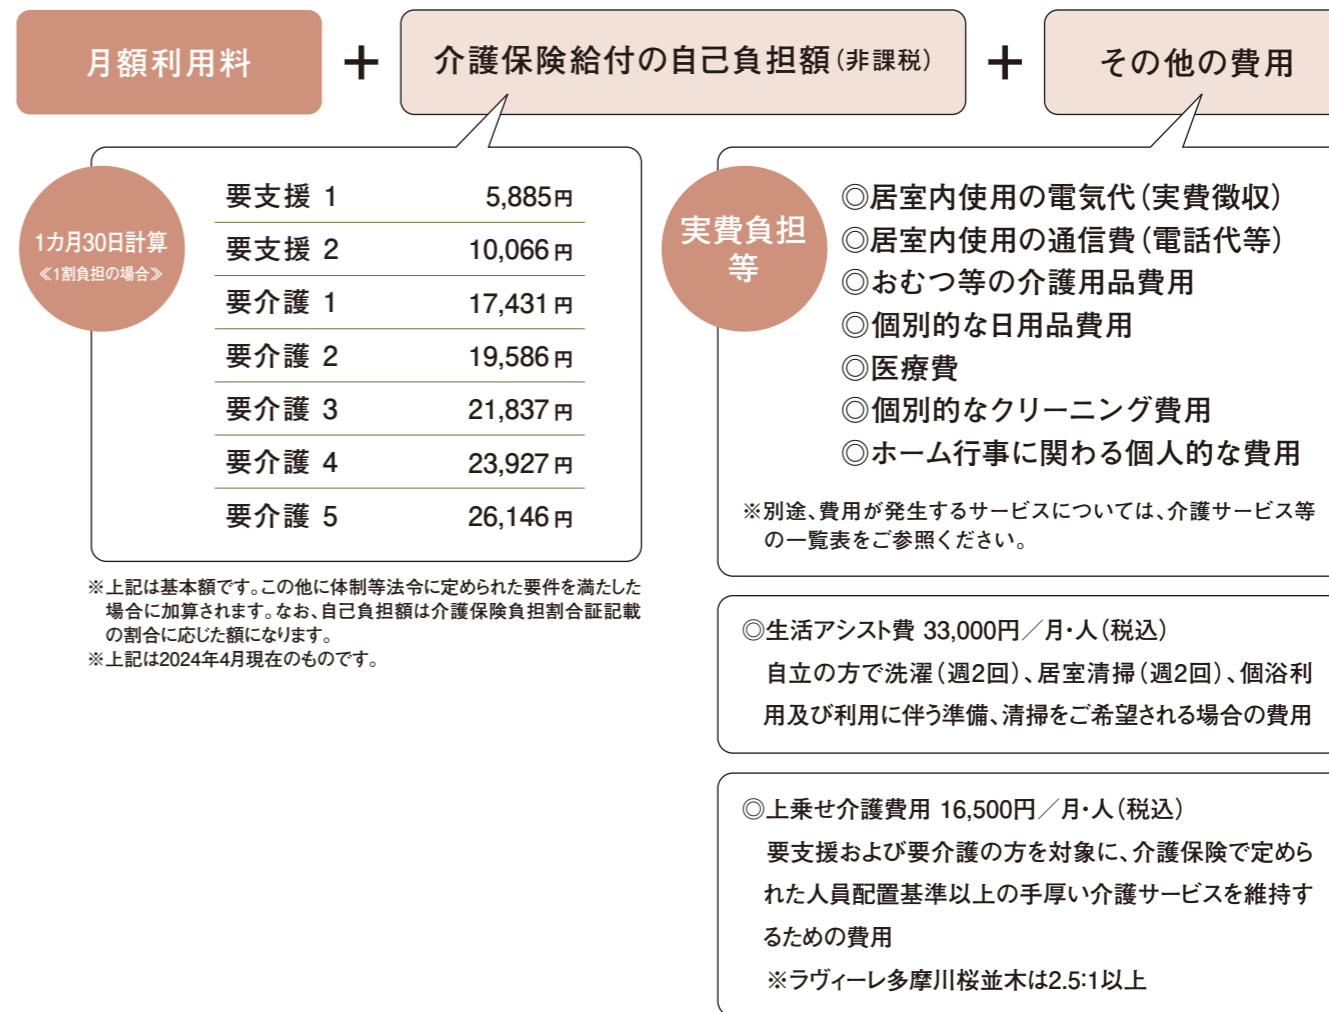 月額利用料 + 介護保険給付の自己負担額(非課税) + その他の費用
1カ月30日計算
≪1割負担の場合≫
要支援 1 5,885円
要支援 2 10,066円
要介護 1 17,431円
要介護 2 19,586円
要介護 3 21,837円
要介護 4 23,927円
要介護 5 26,146円
※上記は基本額です。この他に体制等法令に定められた要件を満たした
場合に加算されます。なお、自己負担額は介護保険負担割合証記載
の割合に応じた額になります。
※上記は2024年4月現在のものです。
実費負担
等
◎居室内使用の電気代(実費徴収)
◎居室内使用の通信費(電話代等)
◎おむつ等の介護用品費用
◎個別的な日用品費用
◎医療費
◎個別的なクリーニング費用
◎ホーム行事に関わる個人的な費用
※別途、費用が発生するサービスについては、介護サービス等
の一覧表をご参照ください。
◎生活アシスト費 33,000円／月・人(税込)
自立の方で洗濯(週2回)、居室清掃(週2回)、個浴利
用及び利用に伴う準備、清掃をご希望される場合の費用
◎上乗せ介護費用 16,500円／月・人(税込)
要支援および要介護の方を対象に、介護保険で定めら
れた人員配置基準以上の手厚い介護サービスを維持す
るための費用
※ラヴィーレ多摩川桜並木は2.5:1以上